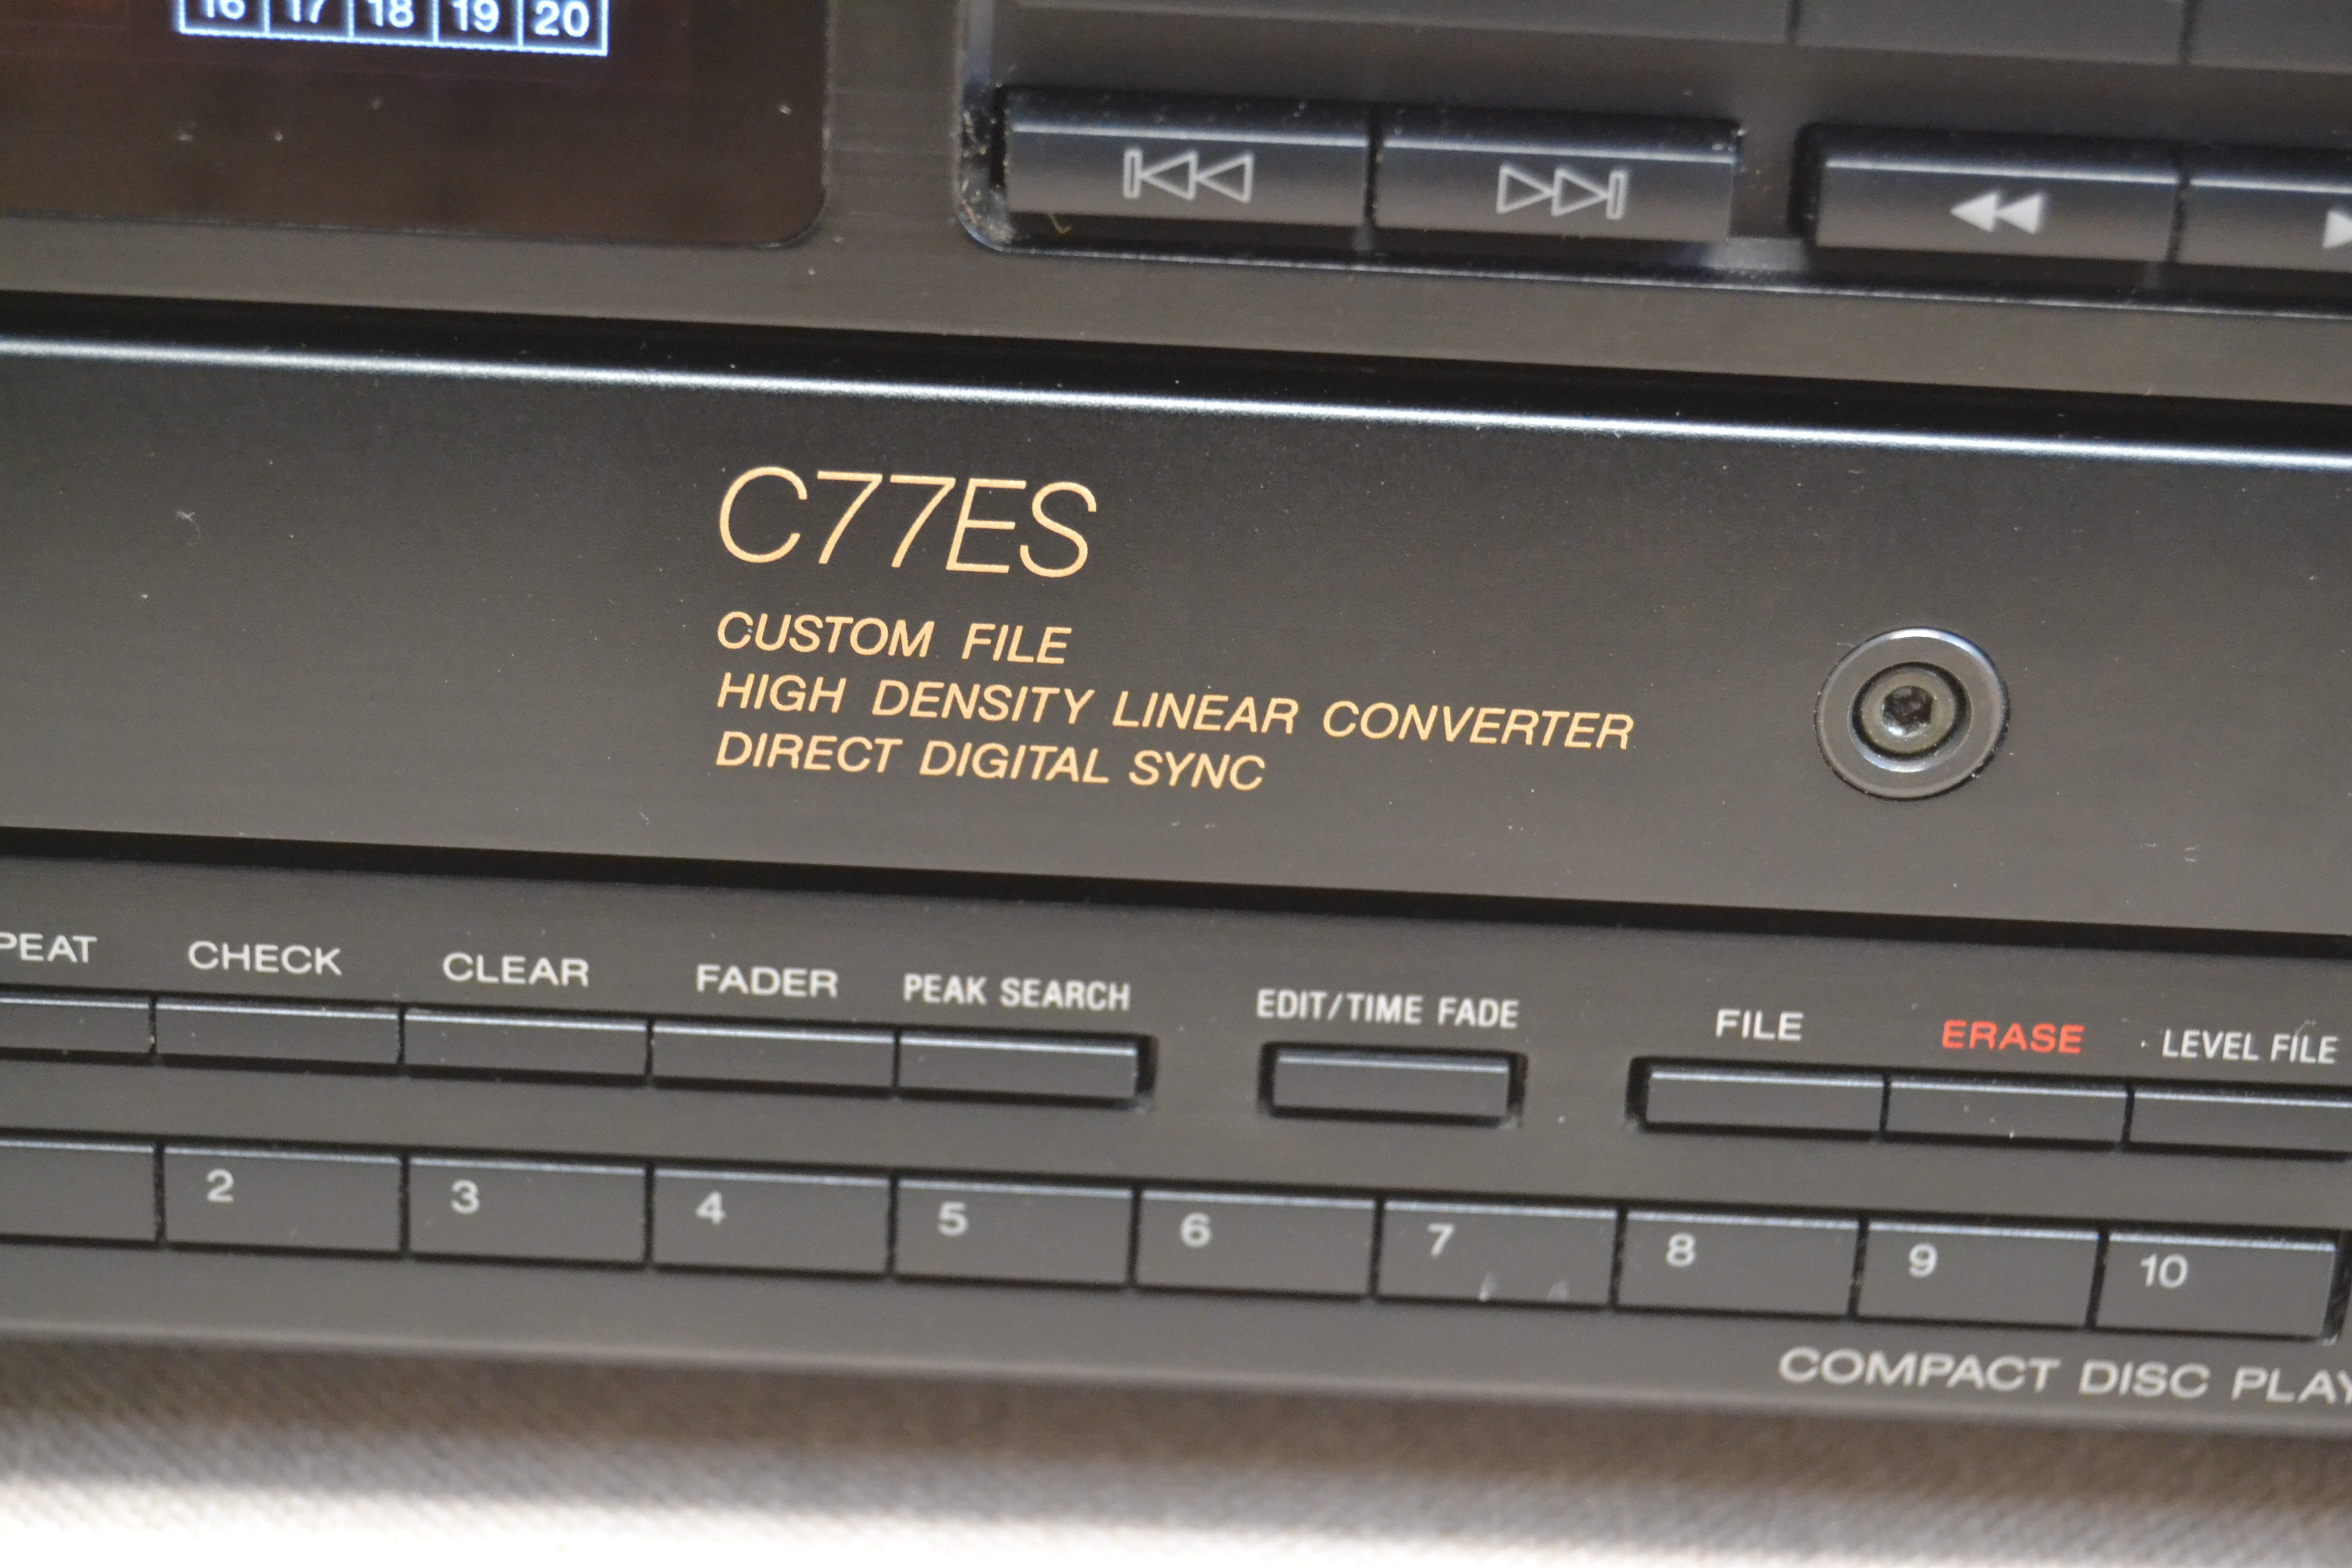 16 17 18 19 20
C77ES
CUSTOM FILE
HIGH DENSITY LINEAR CONVERTER
DIRECT DIGITAL SYNC
PEAT CHECK CLEAR FADER PEAK SEARCH EDIT/TIME FADE FILE ERASE LEVEL FILE
2 3 4 5 6 7 8 9 10
COMPACT DISC PLAY